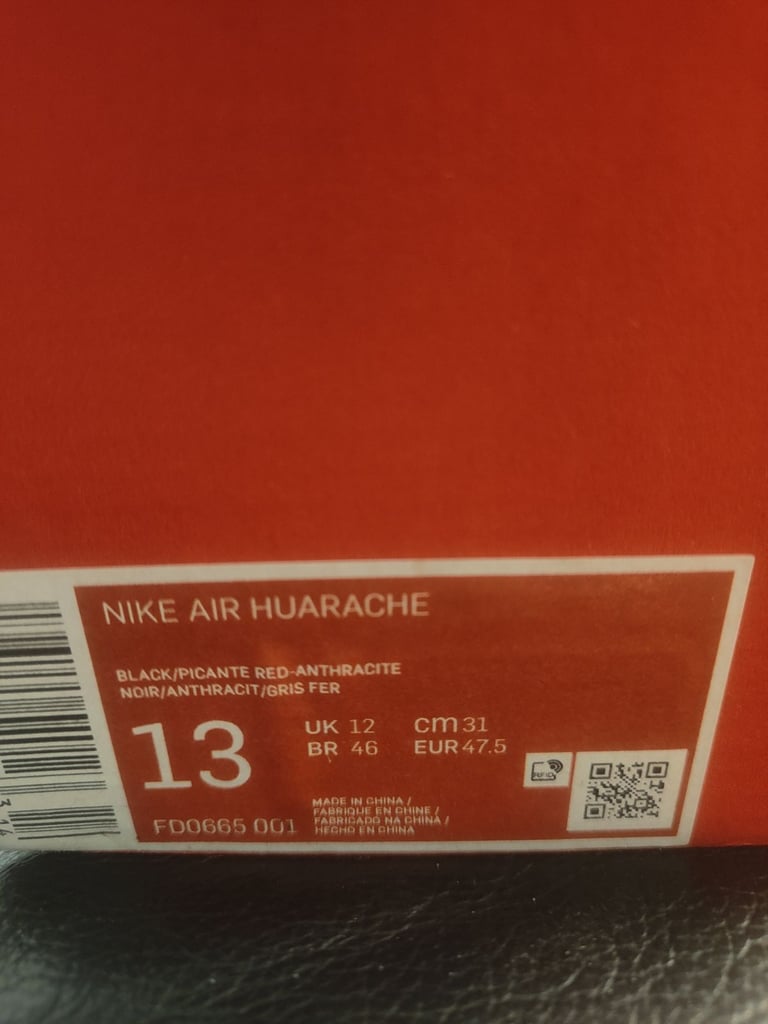 NIKE AIR HUARACHE
BLACK/PICANTE RED-ANTHRACITE
NOIR/ANTHRACIT/GRIS FER
13
UK 12 CM 31
BR 46 EUR 47.5
RFID
FD0665 001
MADE IN CHINA /
FABRIQUE EN CHINE /
FABRICADO NA CHINA /
HECHO EN CHINA